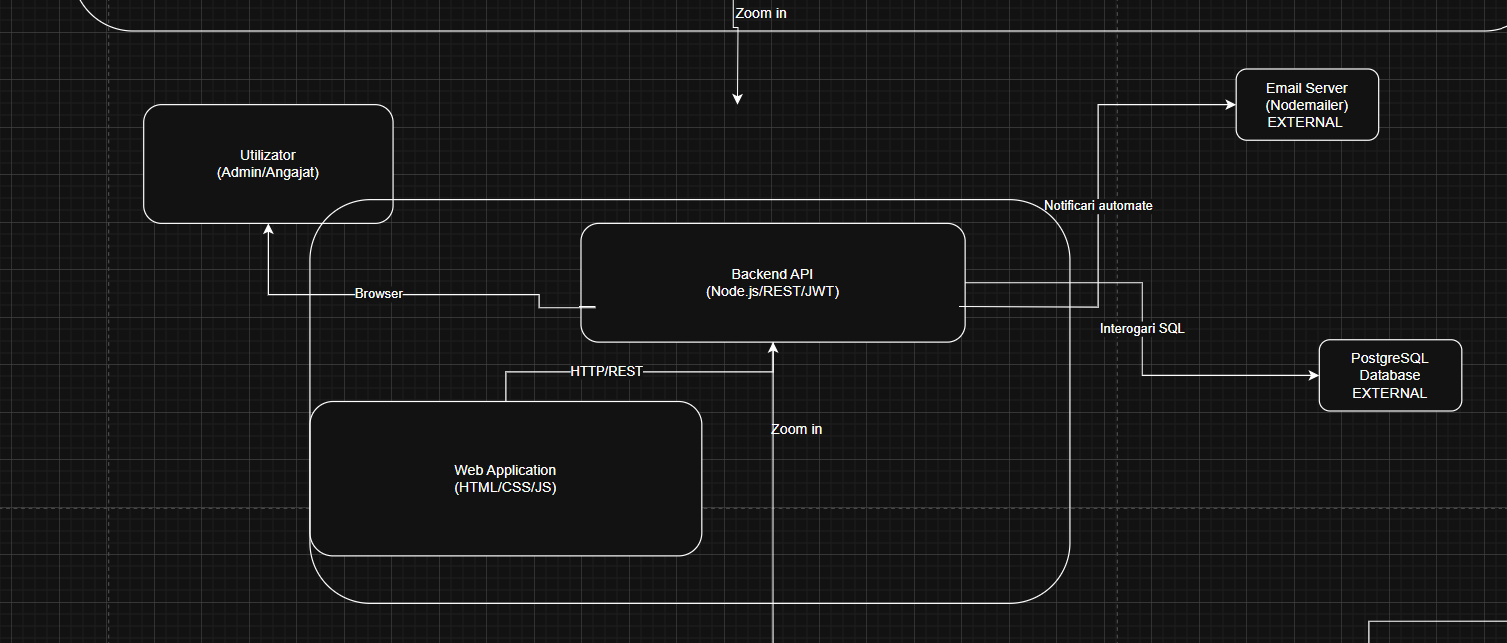 Zoom in
Email Server
(Nodemailer)
EXTERNAL
Utilizator
(Admin/Angajat)
Notificari automate
Backend API
(Node.js/REST/JWT)
Browser
Interogari SQL
PostgreSQL
Database
EXTERNAL
HTTP/REST
Zoom in
Web Application
(HTML/CSS/JS)